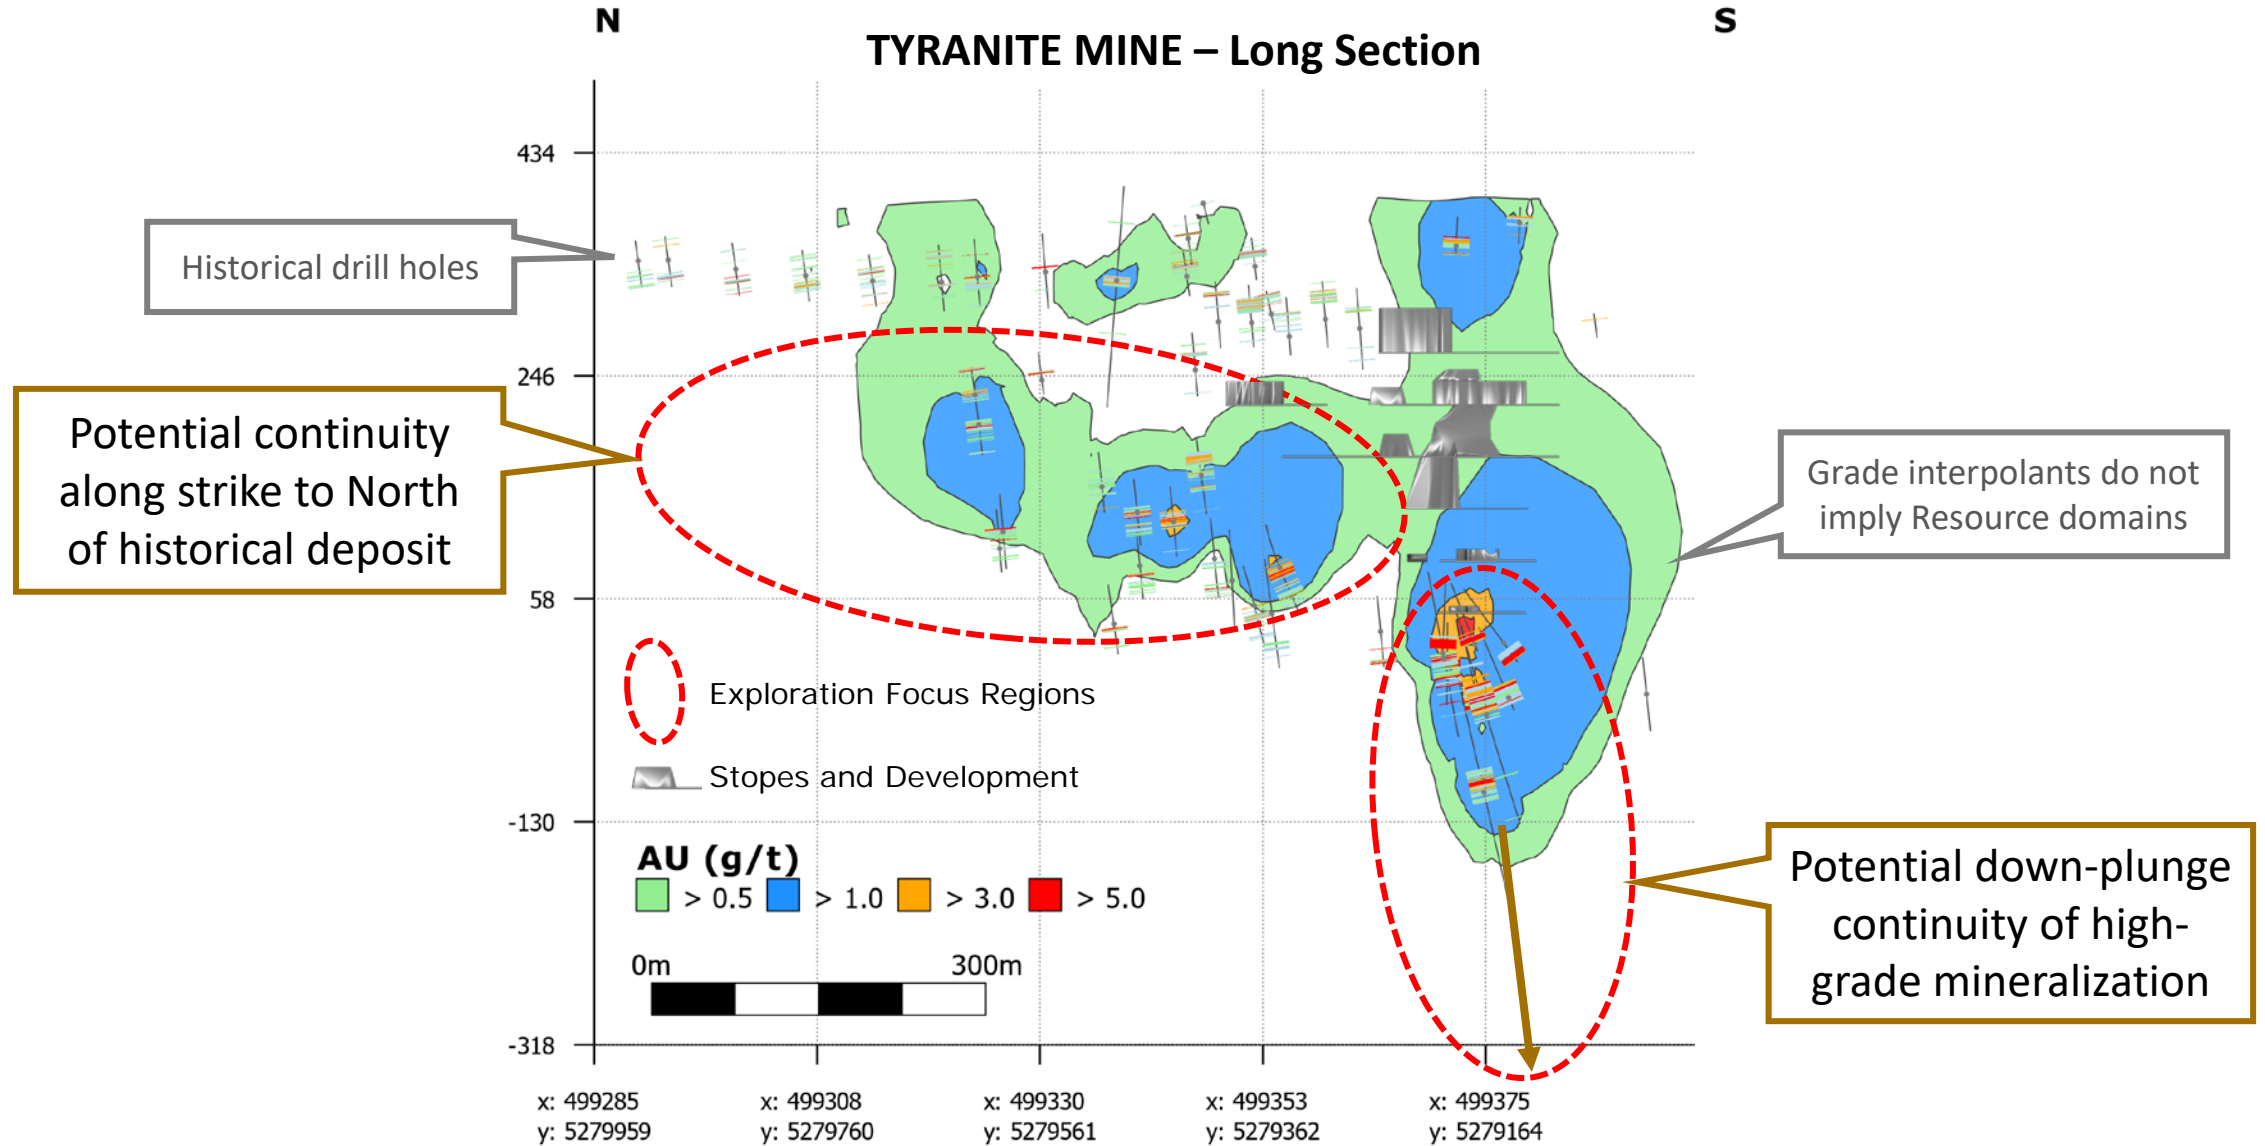 N
S
TYRANITE MINE – Long Section
434
Historical drill holes
246
Potential continuity
along strike to North
of historical deposit
Grade interpolants do not
imply Resource domains
58
Exploration Focus Regions
Stopes and Development
-130
AU (g/t)
> 0.5 > 1.0 > 3.0 > 5.0
Potential down-plunge
continuity of high-
grade mineralization
0m 300m
-318
x: 499285 x: 499308 x: 499330 x: 499353 x: 499375
y: 5279959 y: 5279760 y: 5279561 y: 5279362 y: 5279164